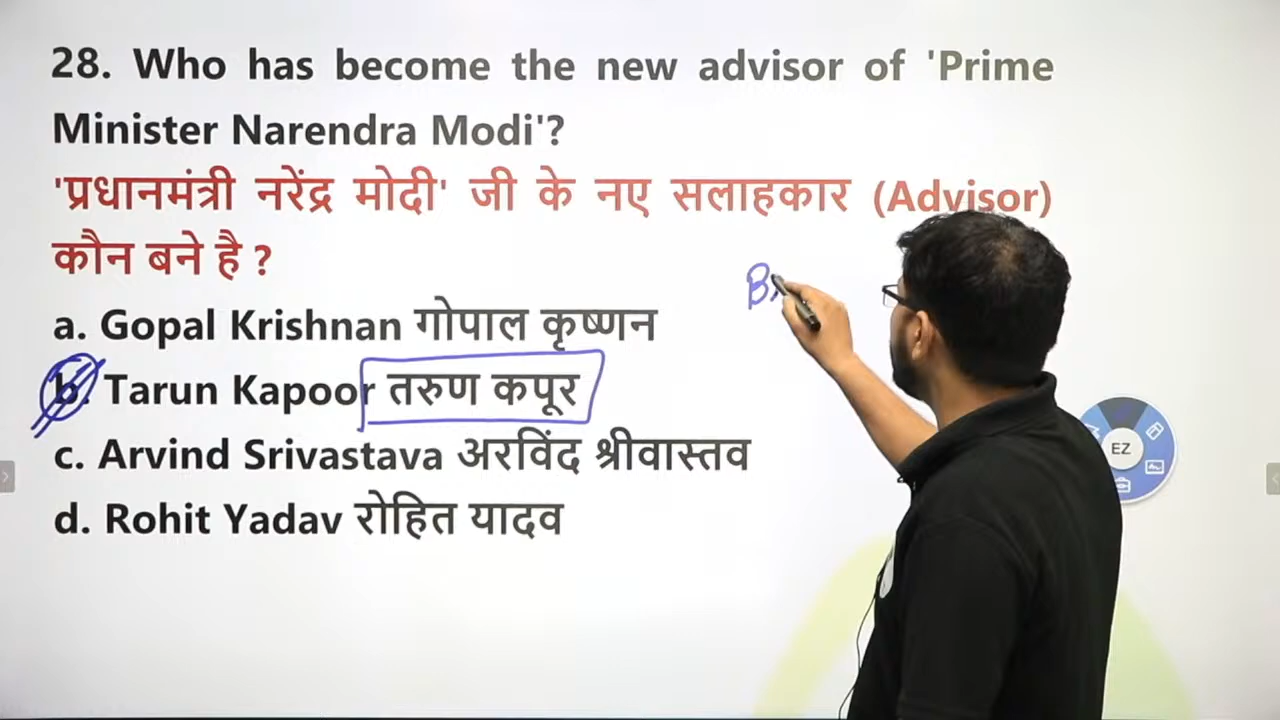 28. Who has become the new advisor of 'Prime
Minister Narendra Modi'?
'प्रधानमंत्री नरेंद्र मोदी' जी के नए सलाहकार (Advisor)
कौन बने है ?
a. Gopal Krishnan गोपाल कृष्णन
b. Tarun Kapoor तरुण कपूर
c. Arvind Srivastava अरविंद श्रीवास्तव
d. Rohit Yadav रोहित यादव
EZ